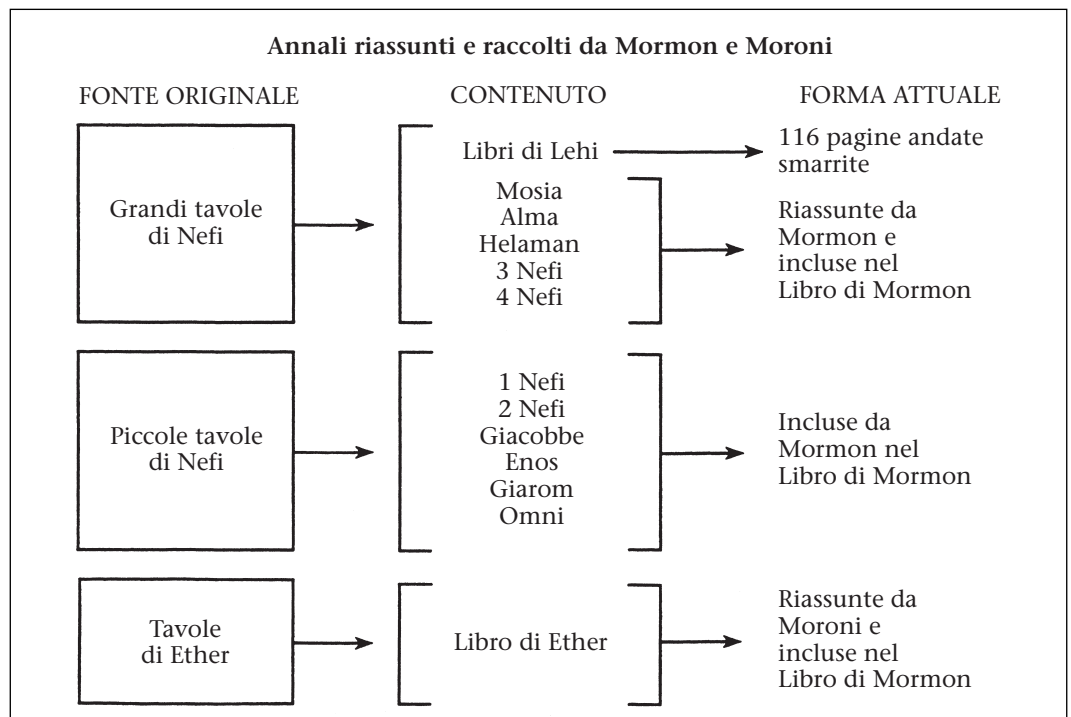 Annali riassunti e raccolti da Mormon e Moroni
FONTE ORIGINALE
CONTENUTO
FORMA ATTUALE
Grandi tavole
di Nefi
Libri di Lehi
116 pagine andate
smarrite
Mosia
Alma
Helaman
3 Nefi
4 Nefi
Riassunte da
Mormon e
incluse nel
Libro di Mormon
Piccole tavole
di Nefi
1 Nefi
2 Nefi
Giacobbe
Enos
Giarom
Omni
Incluse da
Mormon nel
Libro di Mormon
Tavole
di Ether
Libro di Ether
Riassunte da
Moroni e
incluse nel
Libro di Mormon